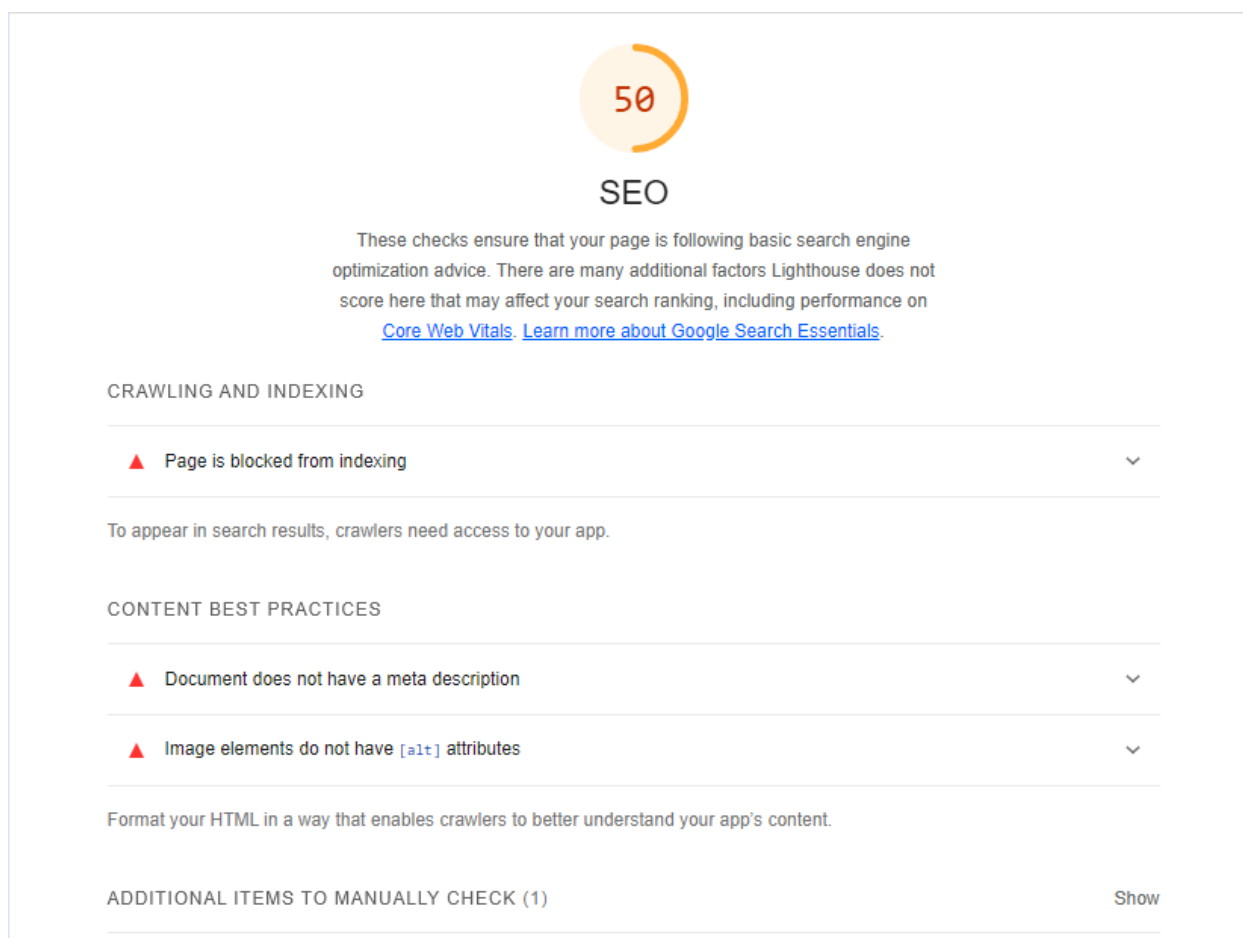 50
SEO
These checks ensure that your page is following basic search engine
optimization advice. There are many additional factors Lighthouse does not
score here that may affect your search ranking, including performance on
Core Web Vitals. Learn more about Google Search Essentials.
CRAWLING AND INDEXING
Page is blocked from indexing
To appear in search results, crawlers need access to your app.
CONTENT BEST PRACTICES
Document does not have a meta description
Image elements do not have [alt] attributes
Format your HTML in a way that enables crawlers to better understand your app’s content.
ADDITIONAL ITEMS TO MANUALLY CHECK (1) Show